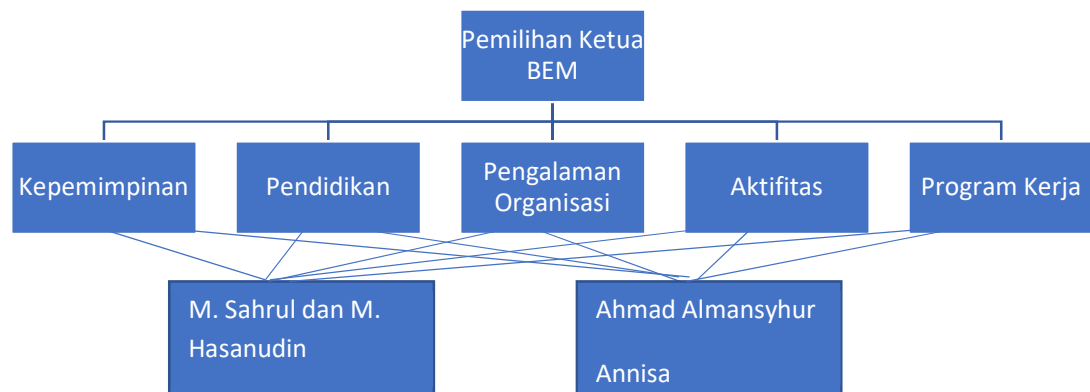 Pemilihan Ketua
BEM
Kepemimpinan
Pendidikan
Pengalaman
Organisasi
Aktifitas
Program Kerja
M. Sahrul dan M.
Hasanudin
Ahmad Almansyhur
Annisa